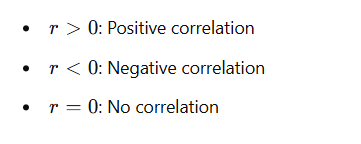 • r > 0: Positive correlation
• r < 0: Negative correlation
• r = 0: No correlation